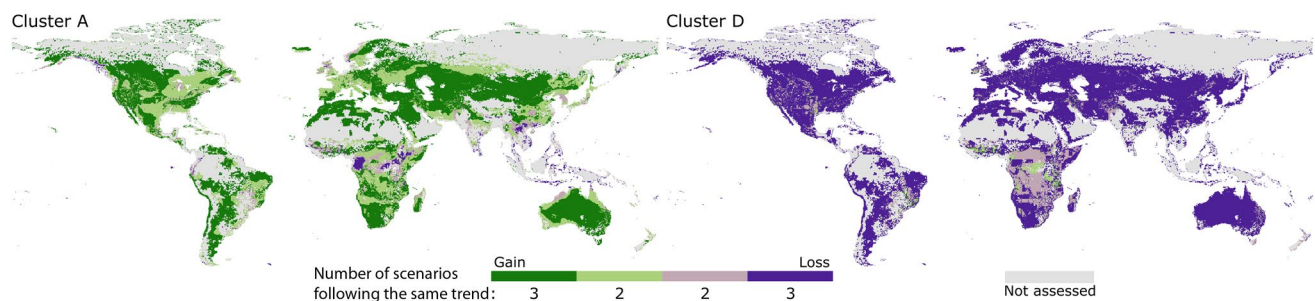 Cluster A
Cluster D
Gain Loss
Number of scenarios
following the same trend: 3 2 2 3
Not assessed